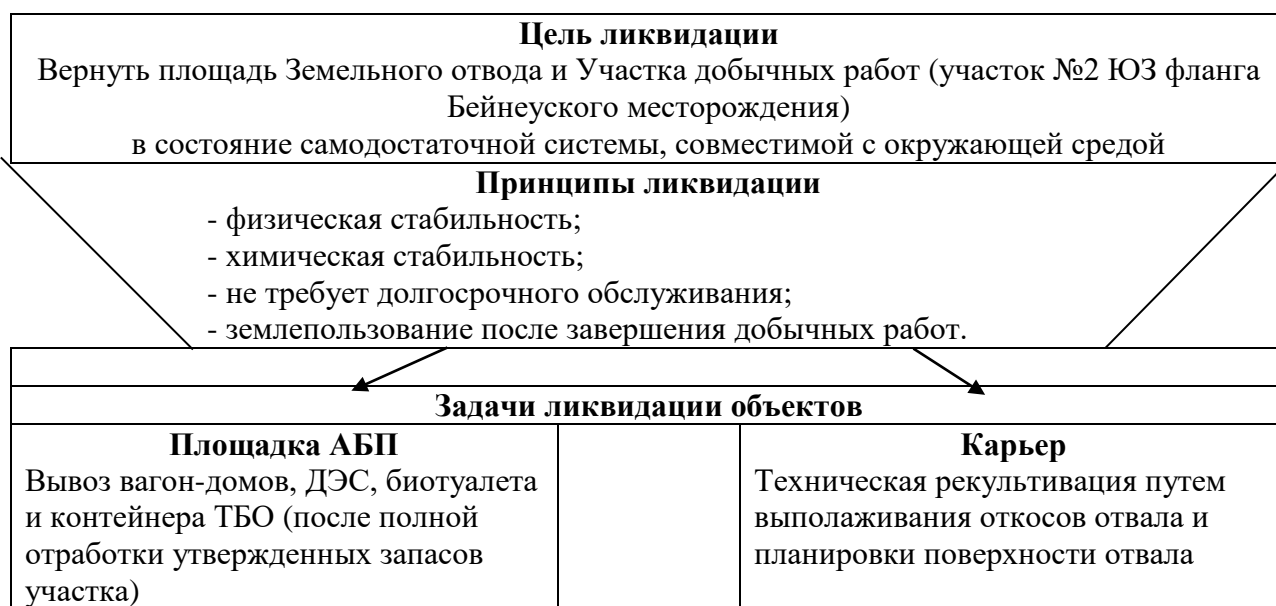 Цель ликвидации
Вернуть площадь Земельного отвода и Участка добычных работ (участок №2 ЮЗ фланга
Бейнеуского месторождения)
в состояние самодостаточной системы, совместимой с окружающей средой
Принципы ликвидации
- физическая стабильность;
- химическая стабильность;
- не требует долгосрочного обслуживания;
- землепользование после завершения добычных работ.
Задачи ликвидации объектов
Площадка АБП
Вывоз вагон-домов, ДЭС, биотуалета
и контейнера ТБО (после полной
отработки утвержденных запасов
участка)
Карьер
Техническая рекультивация путем
выполаживания откосов отвала и
планировки поверхности отвала